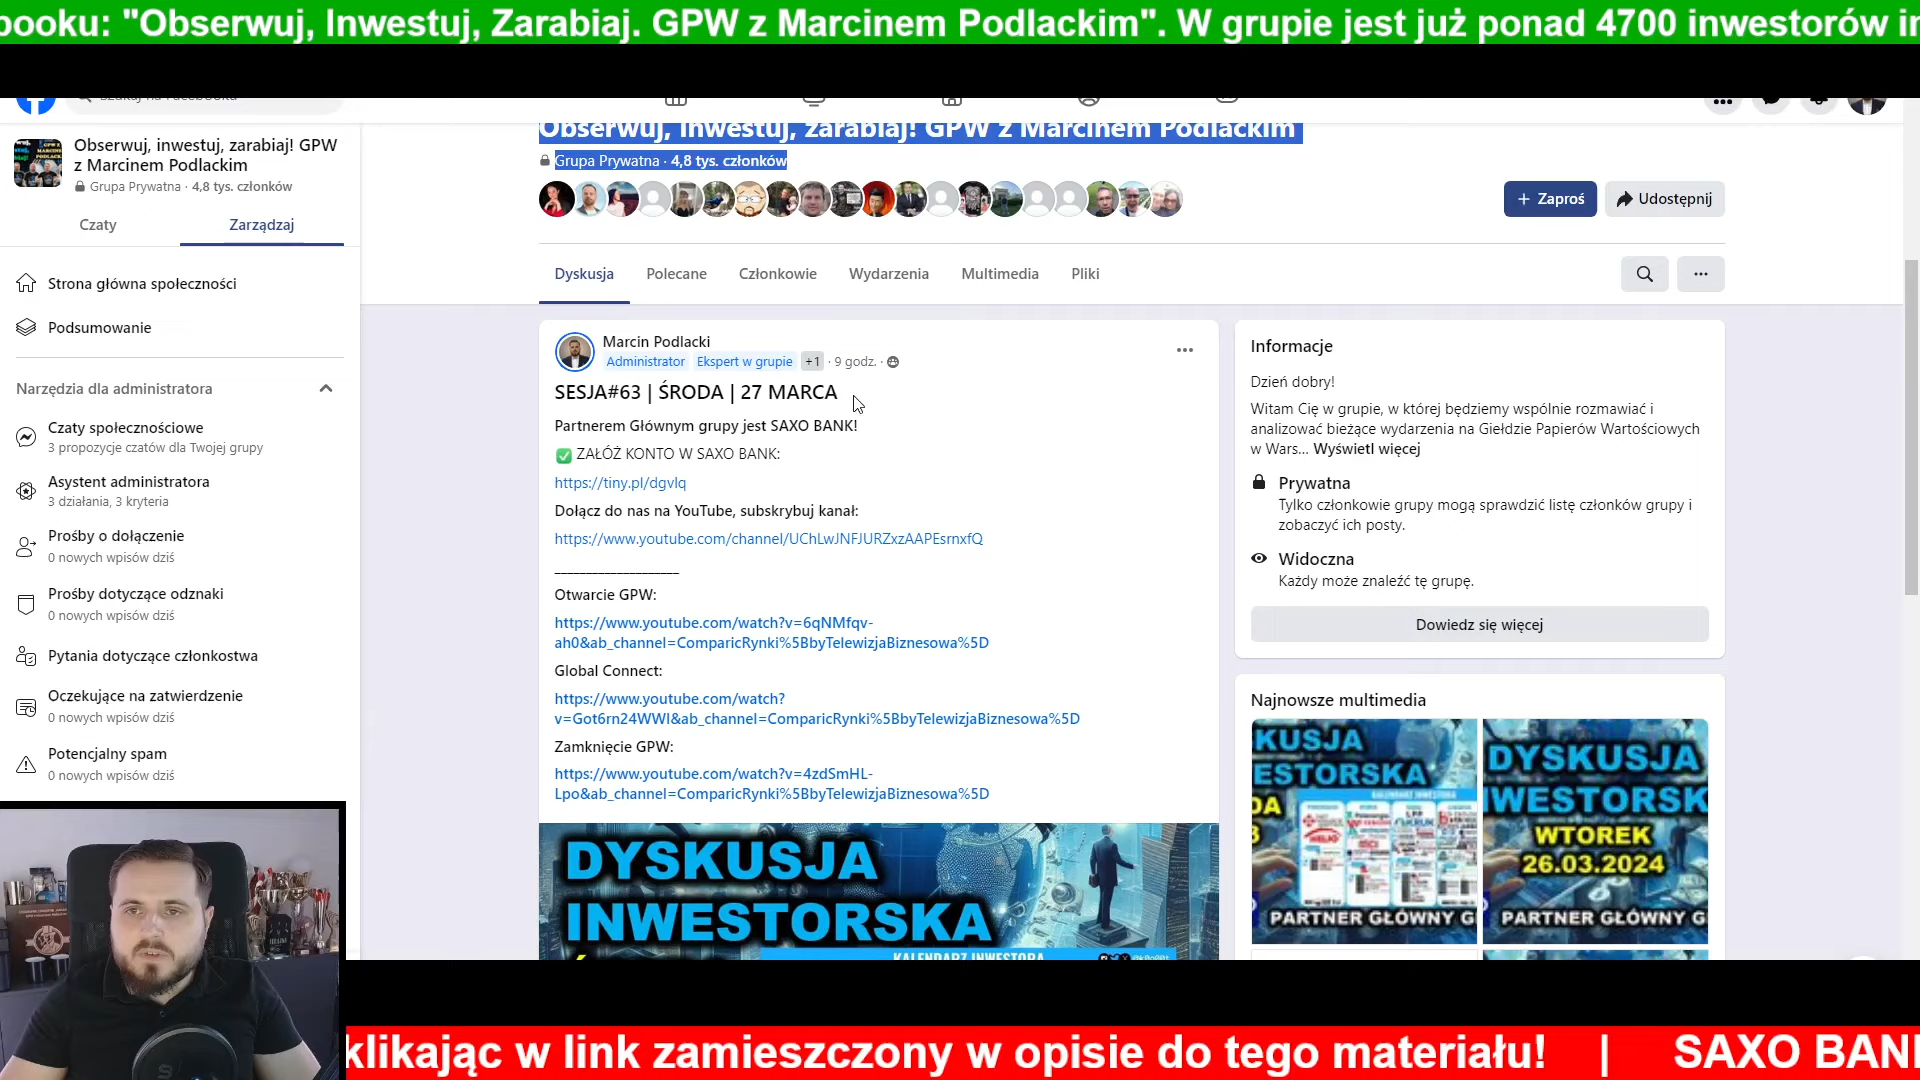 booku: "Obserwuj, Inwestuj, Zarabiaj. GPW z Marcinem Podlackim". W grupie jest już ponad 4700 inwestorów
Obserwuj, inwestuj, zarabiaj! GPW
z Marcinem Podlackim
Grupa Prywatna · 4,8 tys. członków
Czaty
Zarządzaj
Strona główna społeczności
Podsumowanie
Narzędzia dla administratora
Czaty społecznościowe
3 propozycje czatów dla Twojej grupy
Asystent administratora
3 działania, 3 kryteria
Prośby o dołączenie
0 nowych wpisów dziś
Prośby dotyczące odznaki
0 nowych wpisów dziś
Pytania dotyczące członkostwa
Oczekujące na zatwierdzenie
0 nowych wpisów dziś
Potencjalny spam
0 nowych wpisów dziś
Obserwuj, inwestuj, zarabiaj! GPW z Marcinem Podlackim
Grupa Prywatna · 4,8 tys. członków
+ Zaproś
Udostępnij
Dyskusja
Polecane
Członkowie
Wydarzenia
Multimedia
Pliki
Marcin Podlacki
Administrator Ekspert w grupie +1 · 9 godz. ·
SESJA#63 | ŚRODA | 27 MARCA
Partnerem Głównym grupy jest SAXO BANK!
ZAŁÓŻ KONTO W SAXO BANK:
https://tiny.pl/dgvlq
Dołącz do nas na YouTube, subskrybuj kanał:
https://www.youtube.com/channel/UChLwJNFJURZxzAAPEsrnxfQ
____________________
Otwarcie GPW:
https://www.youtube.com/watch?v=6qNMfqv-
ah0&ab_channel=ComparicRynki%5BbyTelewizjaBiznesowa%5D
Global Connect:
https://www.youtube.com/watch?
v=Got6rn24WWI&ab_channel=ComparicRynki%5BbyTelewizjaBiznesowa%5D
Zamknięcie GPW:
https://www.youtube.com/watch?v=4zdSmHL-
Lpo&ab_channel=ComparicRynki%5BbyTelewizjaBiznesowa%5D
DYSKUSJA
INWESTORSKA
KALENDARZ INWESTORA
Informacje
Dzień dobry!
Witam Cię w grupie, w której będziemy wspólnie rozmawiać i
analizować bieżące wydarzenia na Giełdzie Papierów Wartościowych
w Wars... Wyświetl więcej
Prywatna
Tylko członkowie grupy mogą sprawdzić listę członków grupy i
zobaczyć ich posty.
Widoczna
Każdy może znaleźć tę grupę.
Dowiedz się więcej
Najnowsze multimedia
KUSJA
ESTORSKA
PARTNER GŁÓWNY G
DYSKUSJA
INWESTORSK
WTOREK
26.03.2024
PARTNER GŁÓWNY G
klikając w link zamieszczony w opisie do tego materiału! | SAXO BANK